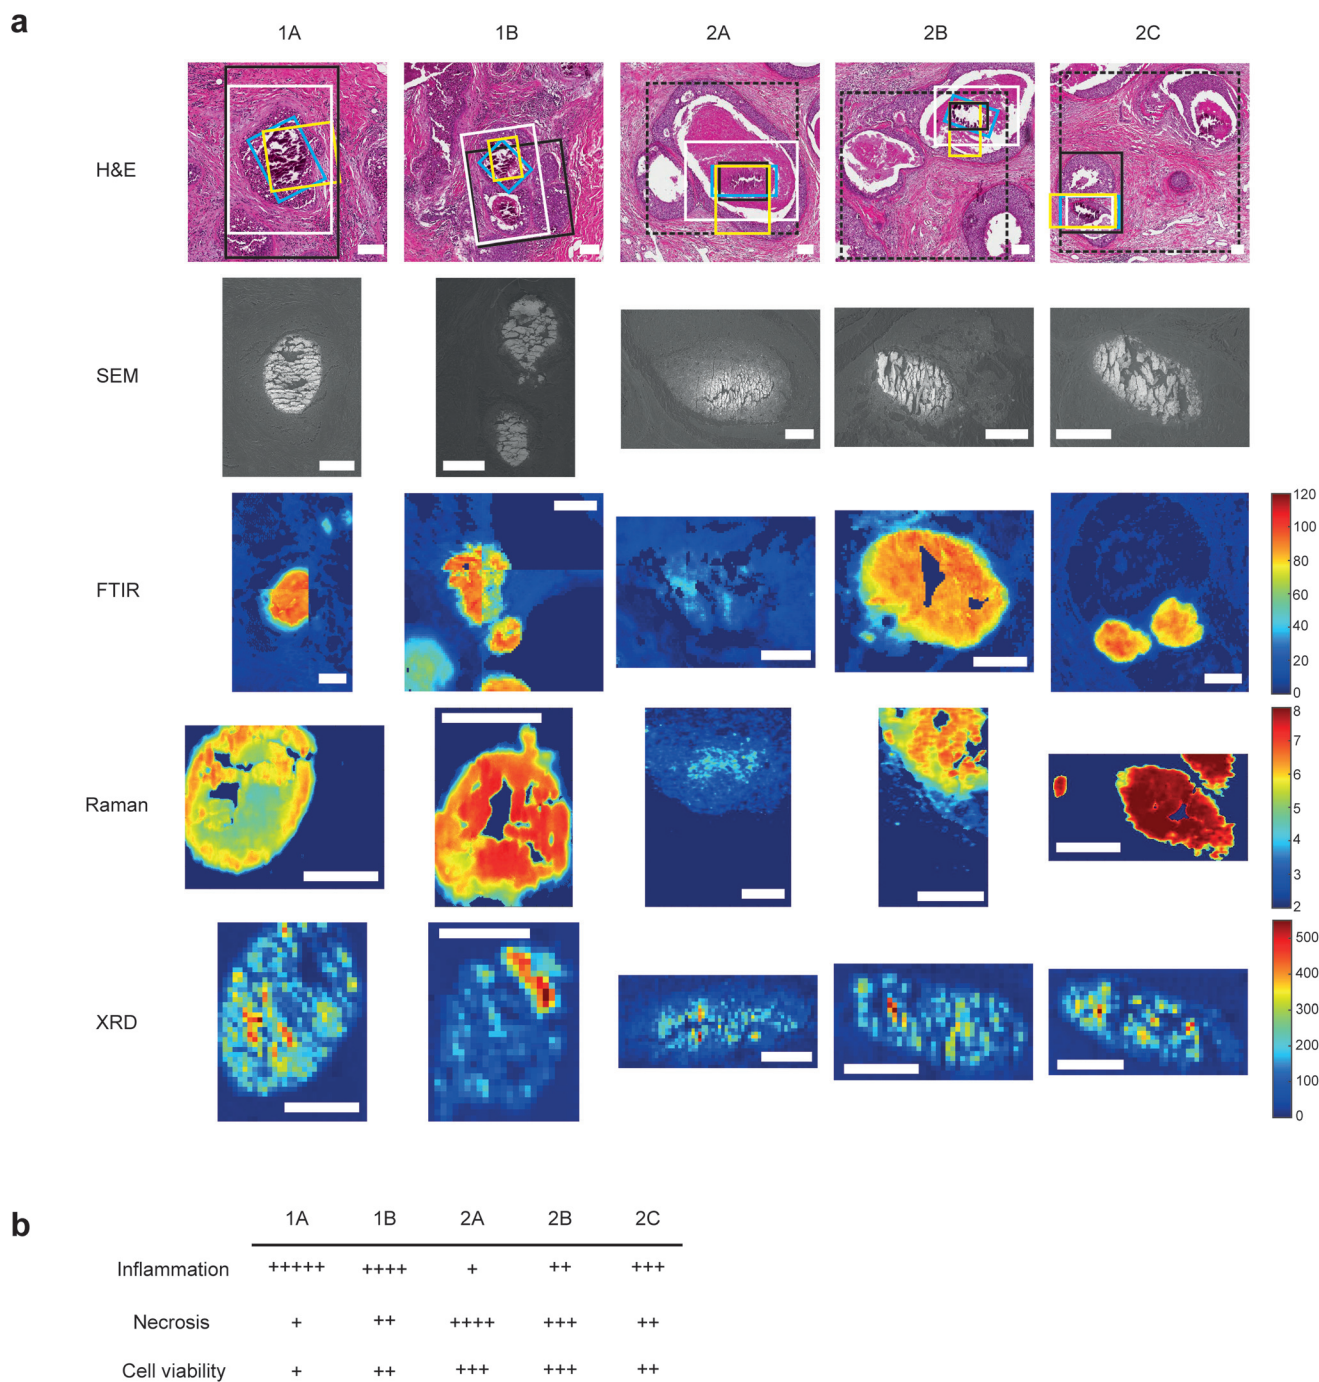 a
1A 1B 2A 2B 2C
H&E
SEM
FTIR
120
100
80
60
40
20
0
Raman
8
7
6
5
4
3
2
XRD
500
400
300
200
100
0
b
1A 1B 2A 2B 2C
Inflammation +++++ ++++ + ++ +++
Necrosis + ++ ++++ +++ ++
Cell viability + ++ +++ +++ ++